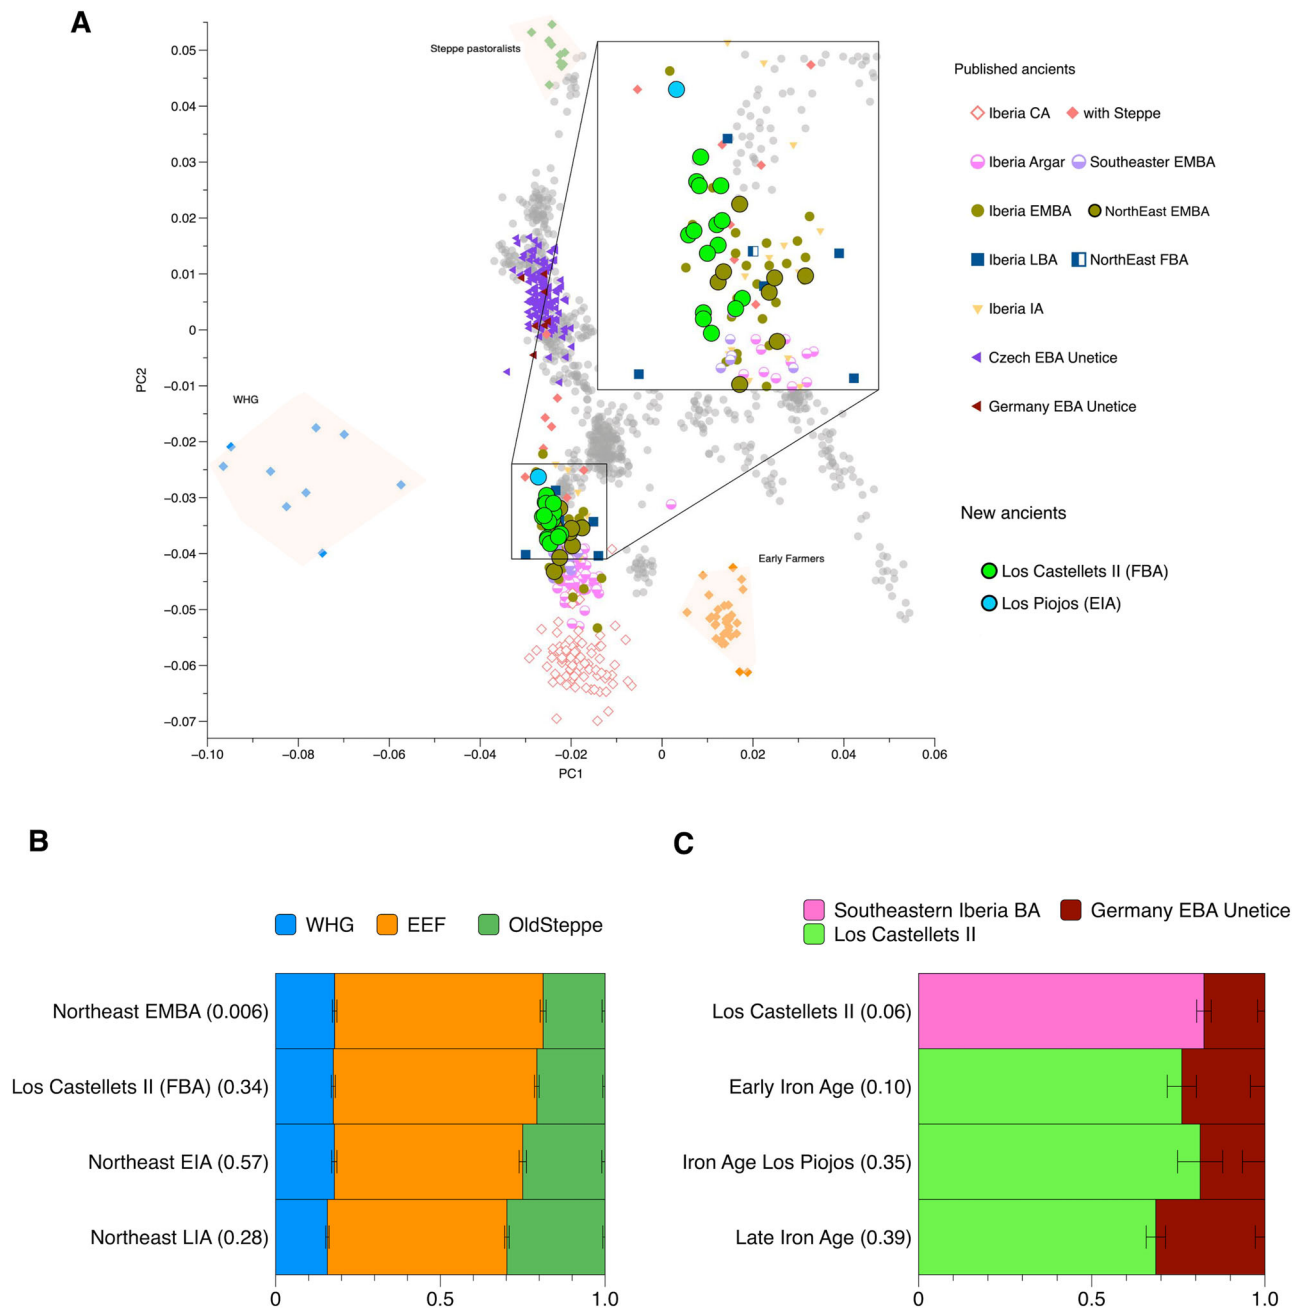 A
0.05
0.04
0.03
0.02
0.01
0
−0.01
−0.02
−0.03
−0.04
−0.05
−0.06
−0.07
PC2
−0.10
−0.08
−0.06
−0.04
−0.02
0
0.02
0.04
0.06
PC1
Steppe pastoralists
WHG
Early Farmers
Published ancients
Iberia CA
with Steppe
Iberia Argar
Southeaster EMBA
Iberia EMBA
NorthEast EMBA
Iberia LBA
NorthEast FBA
Iberia IA
Czech EBA Unetice
Germany EBA Unetice
New ancients
Los Castellets II (FBA)
Los Piojos (EIA)
B
WHG
EEF
OldSteppe
Northeast EMBA (0.006)
Los Castellets II (FBA) (0.34)
Northeast EIA (0.57)
Northeast LIA (0.28)
0
0.5
1.0
C
Southeastern Iberia BA
Germany EBA Unetice
Los Castellets II
Los Castellets II (0.06)
Early Iron Age (0.10)
Iron Age Los Piojos (0.35)
Late Iron Age (0.39)
0
0.5
1.0